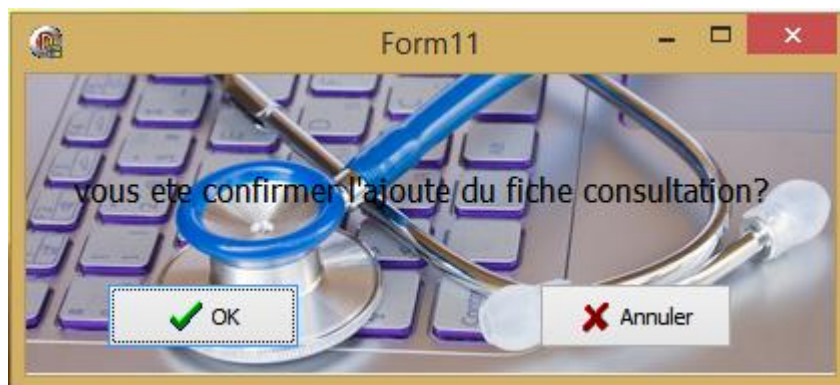 Form11
vous ete confirmer l'ajoute du fiche consultation?
OK
Annuler